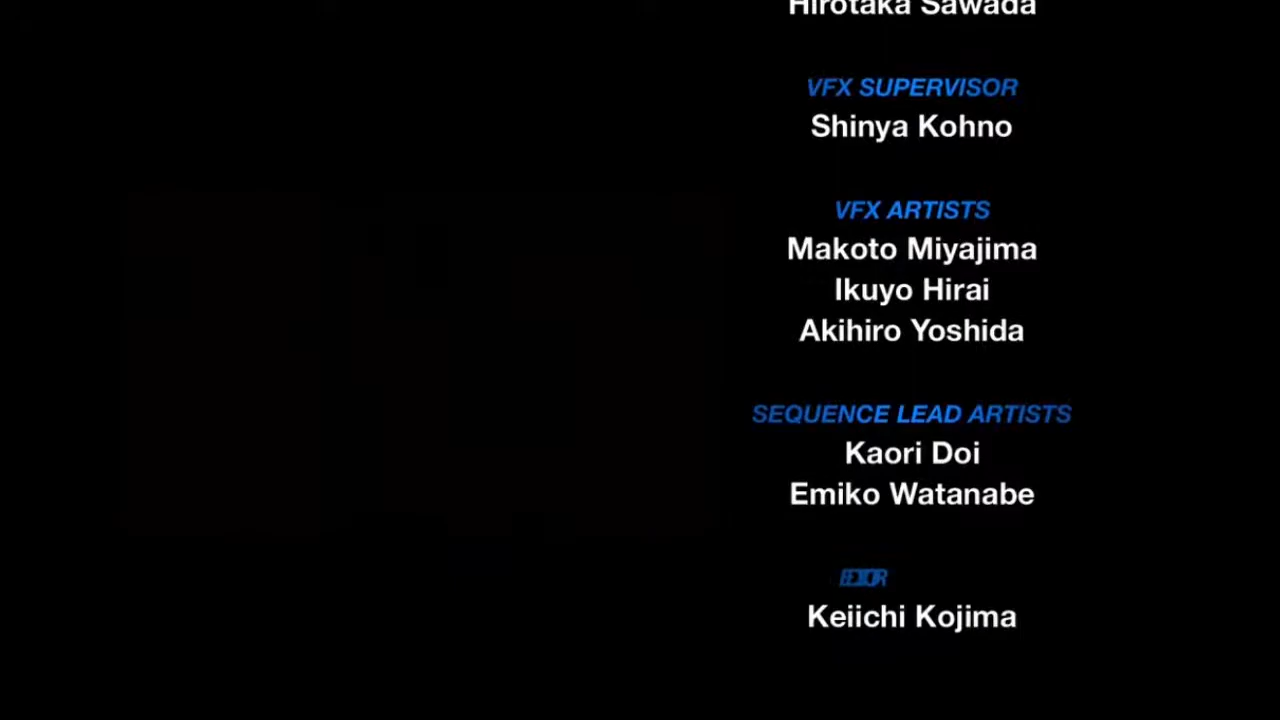 Hirotaka Sawada
VFX SUPERVISOR
Shinya Kohno
VFX ARTISTS
Makoto Miyajima
Ikuyo Hirai
Akihiro Yoshida
SEQUENCE LEAD ARTISTS
Kaori Doi
Emiko Watanabe
EDITOR
Keiichi Kojima